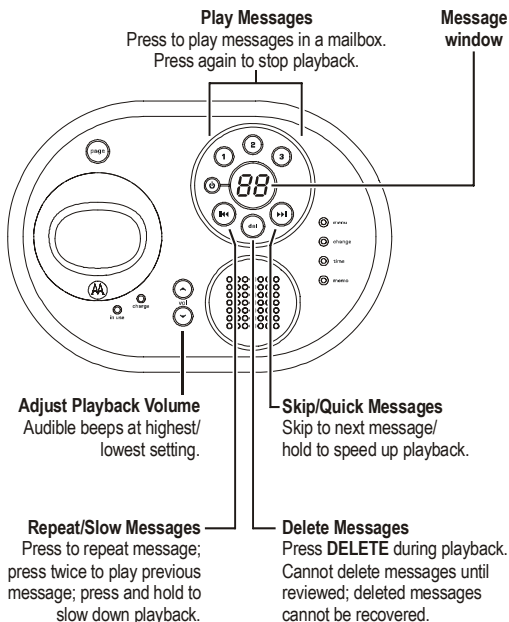 Play Messages
Press to play messages in a mailbox.
Press again to stop playback.
Message
window
page
1
2
3
88
del
menu
change
time
memo
vol
charge
in use
Adjust Playback Volume
Audible beeps at highest/
lowest setting.
Skip/Quick Messages
Skip to next message/
hold to speed up playback.
Repeat/Slow Messages
Press to repeat message;
press twice to play previous
message; press and hold to
slow down playback.
Delete Messages
Press DELETE during playback.
Cannot delete messages until
reviewed; deleted messages
cannot be recovered.